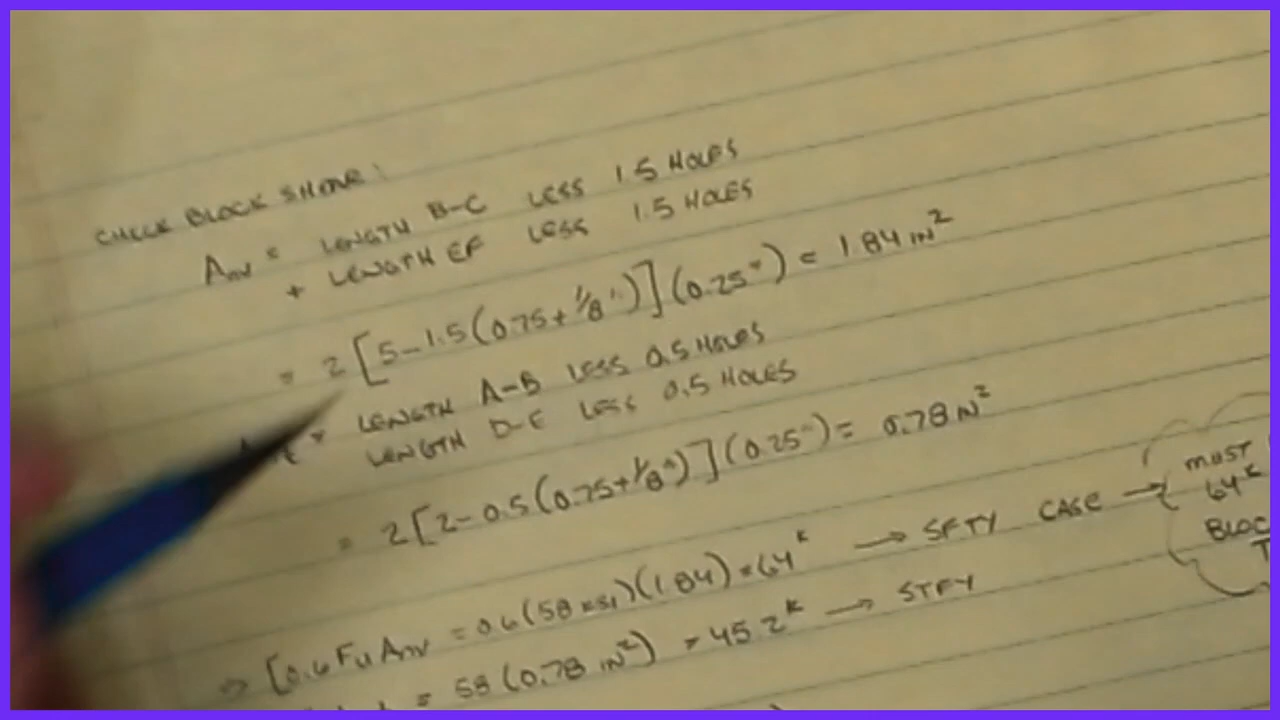 CHECK BLOCK SHEAR:
Anv = LENGTH B-C LESS 1.5 HOLES
+ LENGTH EF LESS 1.5 HOLES
= 2[5-1.5(0.75+1/8")](0.25") = 1.84 IN²
= LENGTH A-B LESS 0.5 HOLES
LENGTH D-E LESS 0.5 HOLES
= 2[2-0.5(0.75+1/8")](0.25") = 0.78 IN²
⇒ [0.6 Fu Anv = 0.6(58 KSI)(1.84) = 64ᴷ → SFTY CASE →
= 58(0.78 IN²) = 45.2ᴷ → STFY
MUST
64ᴷ